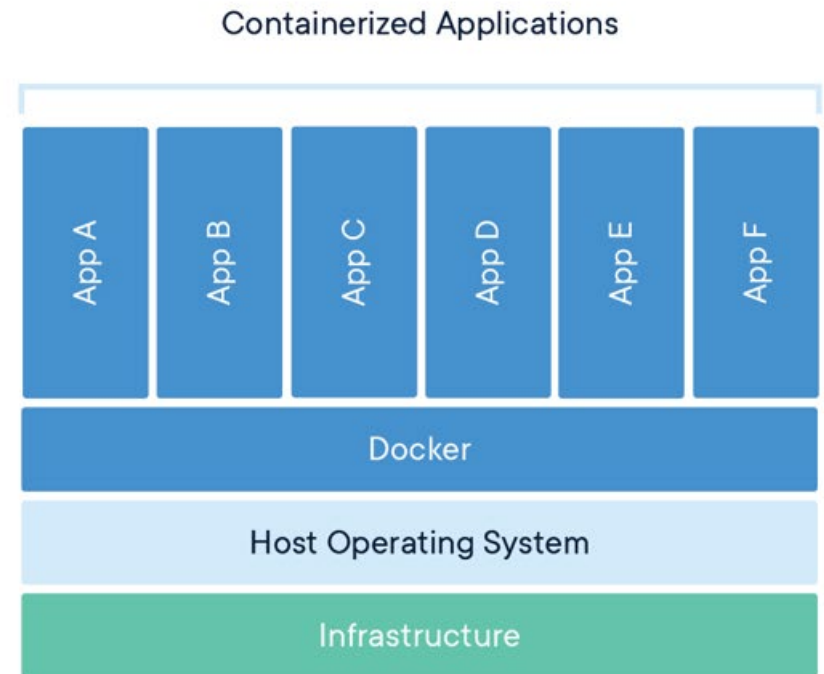 Containerized Applications
App A
App B
App C
App D
App E
App F
Docker
Host Operating System
Infrastructure